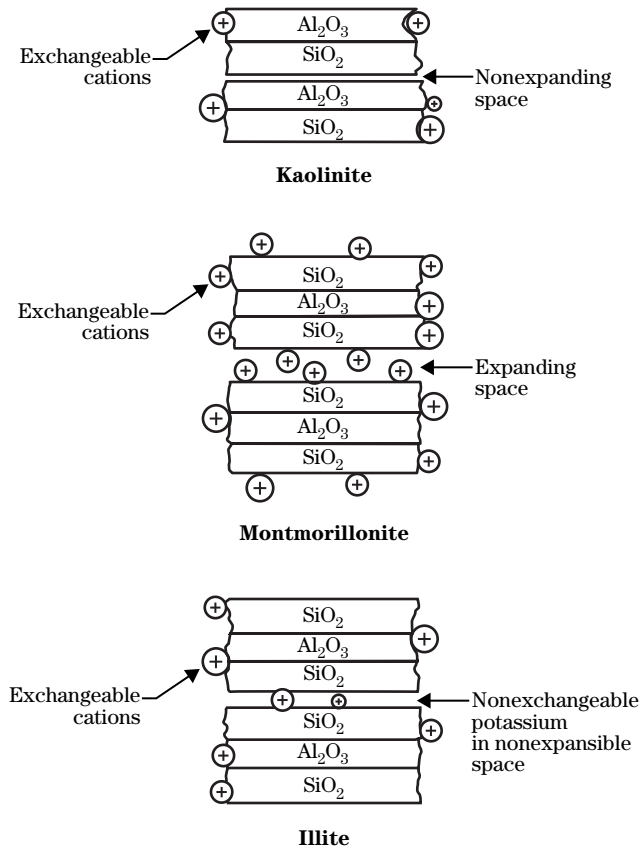 Exchangeable
cations
Al₂O₃
SiO₂
Al₂O₃
SiO₂
Nonexpanding
space
Kaolinite
Exchangeable
cations
SiO₂
Al₂O₃
SiO₂
SiO₂
Al₂O₃
SiO₂
Expanding
space
Montmorillonite
Exchangeable
cations
SiO₂
Al₂O₃
SiO₂
SiO₂
Al₂O₃
SiO₂
Nonexchangeable
potassium
in nonexpansible
space
Illite